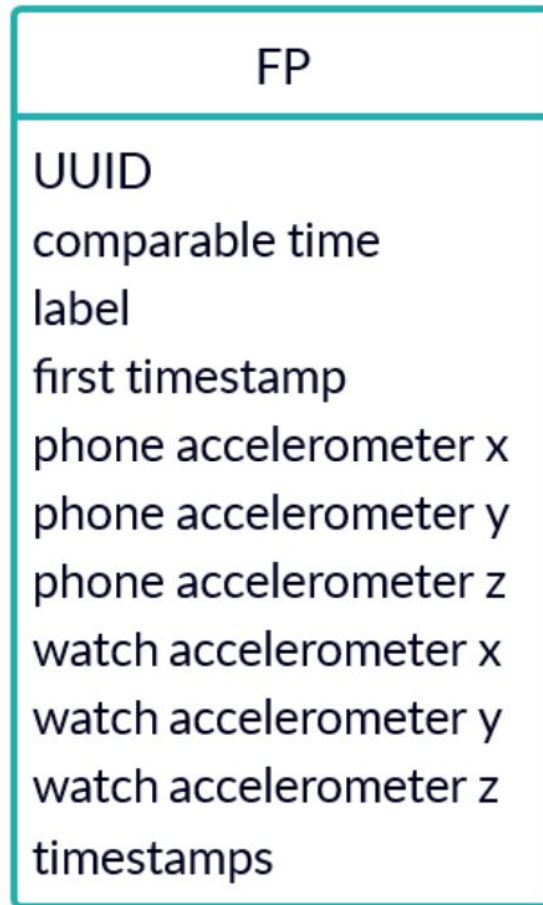 FP
UUID
comparable time
label
first timestamp
phone accelerometer x
phone accelerometer y
phone accelerometer z
watch accelerometer x
watch accelerometer y
watch accelerometer z
timestamps